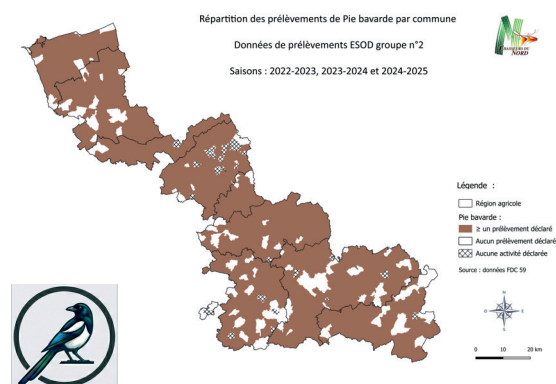 Répartition des prélèvements de Pie bavarde par commune
Données de prélèvements ESOD groupe n°2
Saisons : 2022-2023, 2023-2024 et 2024-2025
CHASSEURS DU
NORD
Légende :
Région agricole
Pie bavarde :
≥ un prélèvement déclaré
Aucun prélèvement déclaré
Aucune activité déclarée
Source : données FDC 59
N
O
E
S
0
10
20 km